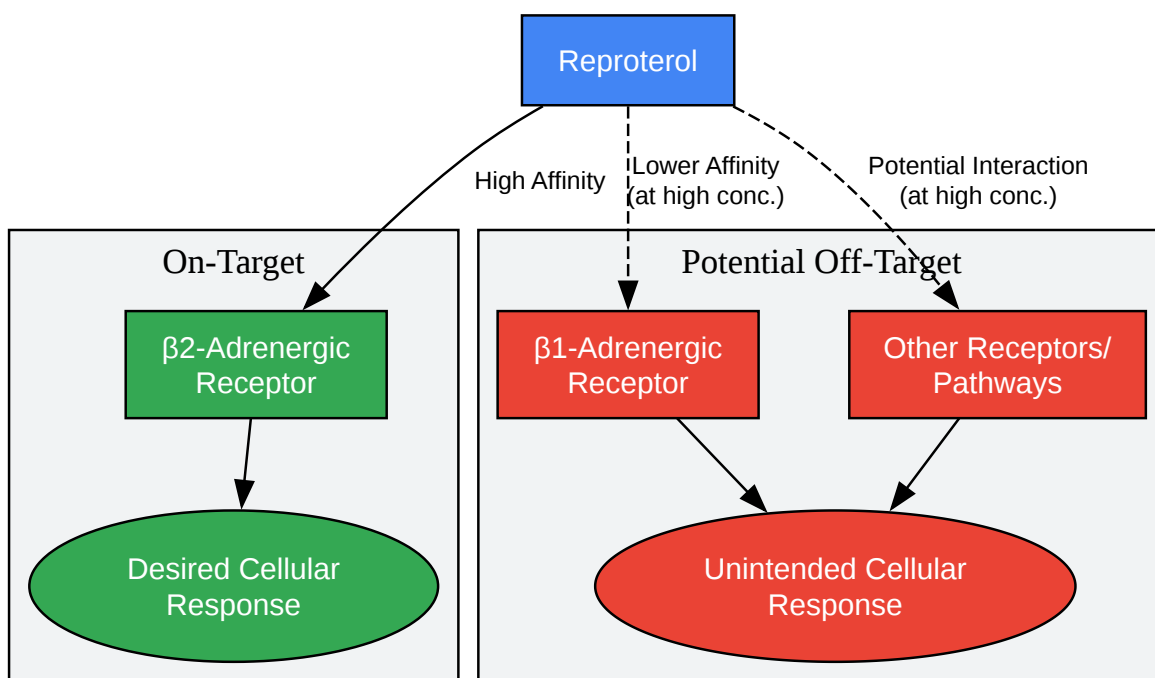 Reproterol
High Affinity
Lower Affinity
(at high conc.)
Potential Interaction
(at high conc.)
On-Target
Potential Off-Target
β2-Adrenergic
Receptor
β1-Adrenergic
Receptor
Other Receptors/
Pathways
Desired Cellular
Response
Unintended Cellular
Response